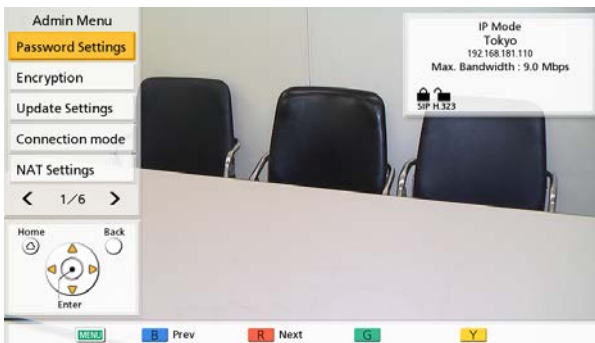 Admin Menu
Password Settings
Encryption
Update Settings
Connection mode
NAT Settings
1/6
IP Mode
Tokyo
192.168.181.110
Max. Bandwidth : 9.0 Mbps
SIP H.323
Home
Back
Enter
MENU
B Prev
R Next
G
Y